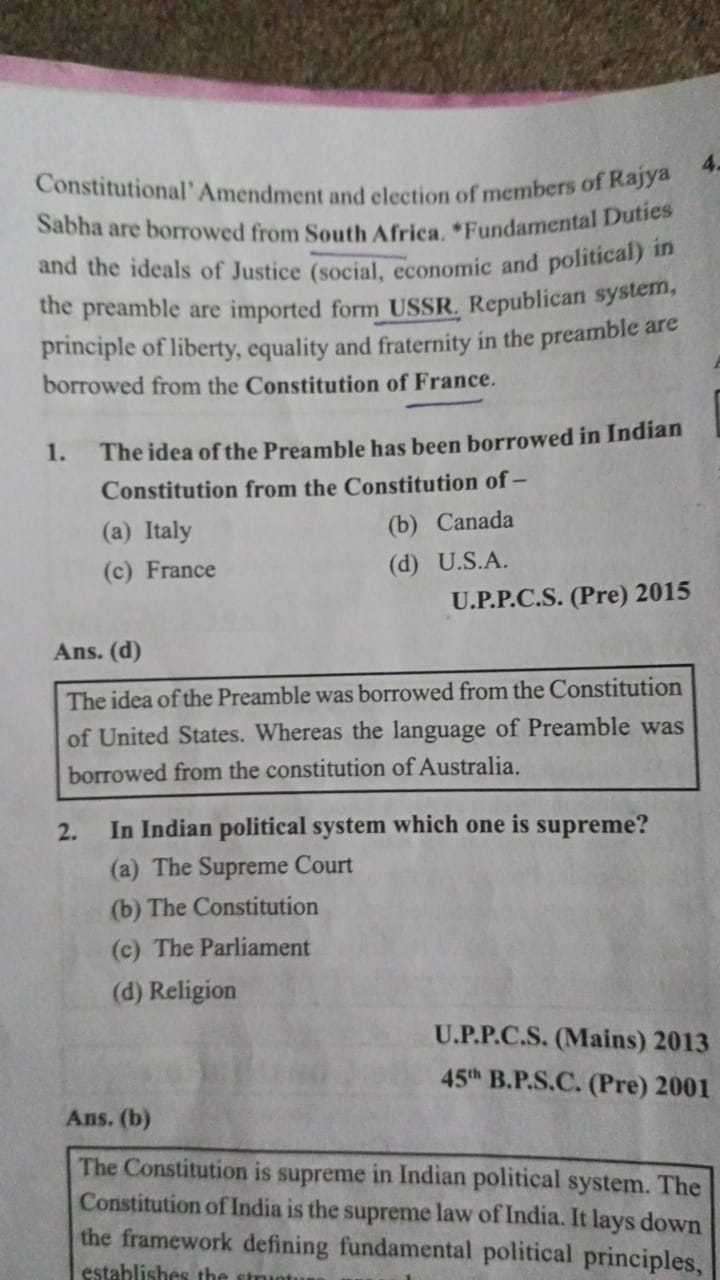 Constitutional' Amendment and election of members of Rajya
Sabha are borrowed from South Africa. *Fundamental Duties
and the ideals of Justice (social, economic and political) in
the preamble are imported form USSR. Republican system,
principle of liberty, equality and fraternity in the preamble are
borrowed from the Constitution of France.
4.
1. The idea of the Preamble has been borrowed in Indian
Constitution from the Constitution of –
(a) Italy (b) Canada
(c) France (d) U.S.A.
U.P.P.C.S. (Pre) 2015
Ans. (d)
The idea of the Preamble was borrowed from the Constitution
of United States. Whereas the language of Preamble was
borrowed from the constitution of Australia.
2. In Indian political system which one is supreme?
(a) The Supreme Court
(b) The Constitution
(c) The Parliament
(d) Religion
U.P.P.C.S. (Mains) 2013
45th B.P.S.C. (Pre) 2001
Ans. (b)
The Constitution is supreme in Indian political system. The
Constitution of India is the supreme law of India. It lays down
the framework defining fundamental political principles,
establishes the